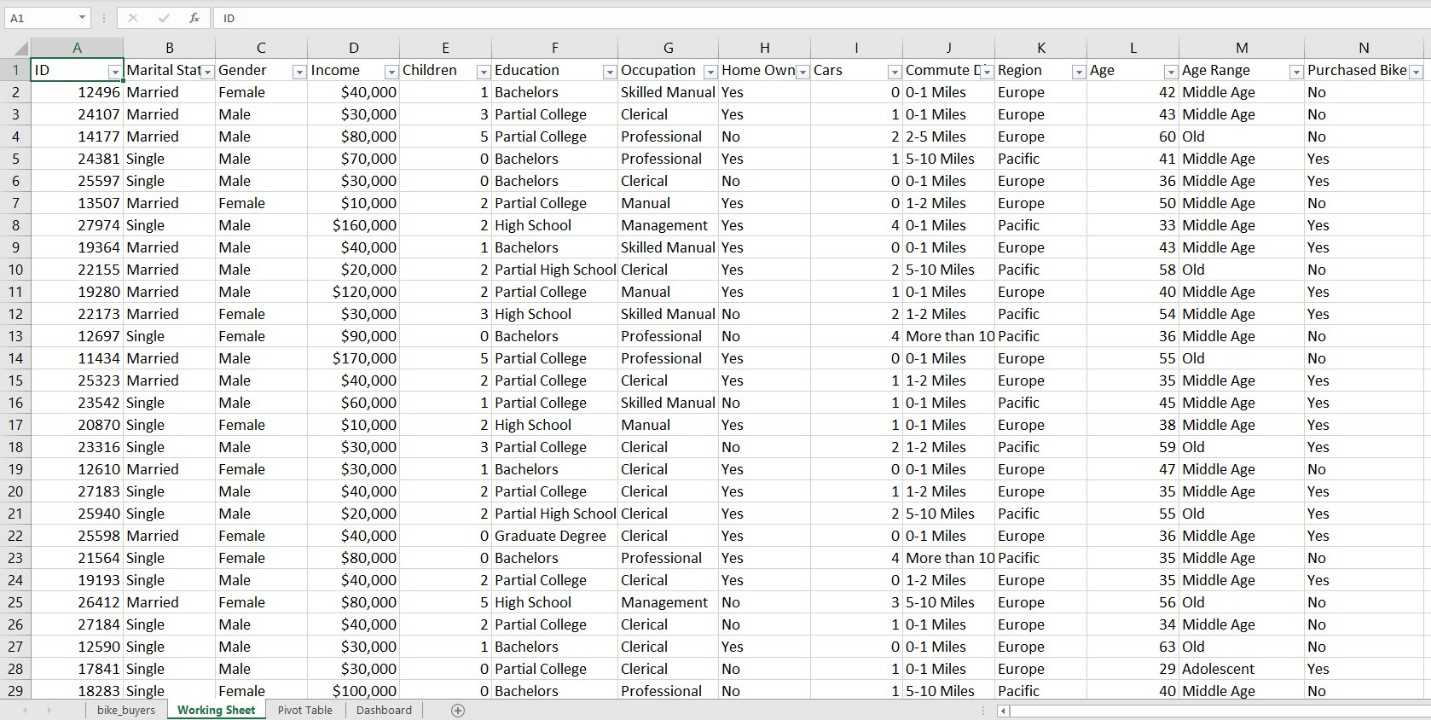 A1 fx ID
A B C D E F G H I J K L M N
1 ID Marital Stat Gender Income Children Education Occupation Home Own Cars Commute D Region Age Age Range Purchased Bike
2 12496 Married Female $40,000 1 Bachelors Skilled Manual Yes 0 0-1 Miles Europe 42 Middle Age No
3 24107 Married Male $30,000 3 Partial College Clerical Yes 1 0-1 Miles Europe 43 Middle Age No
4 14177 Married Male $80,000 5 Partial College Professional No 2 2-5 Miles Europe 60 Old No
5 24381 Single Male $70,000 0 Bachelors Professional Yes 1 5-10 Miles Pacific 41 Middle Age Yes
6 25597 Single Male $30,000 0 Bachelors Clerical No 0 0-1 Miles Europe 36 Middle Age Yes
7 13507 Married Female $10,000 2 Partial College Manual Yes 0 1-2 Miles Europe 50 Middle Age No
8 27974 Single Male $160,000 2 High School Management Yes 4 0-1 Miles Pacific 33 Middle Age Yes
9 19364 Married Male $40,000 1 Bachelors Skilled Manual Yes 0 0-1 Miles Europe 43 Middle Age Yes
10 22155 Married Male $20,000 2 Partial High School Clerical Yes 2 5-10 Miles Pacific 58 Old No
11 19280 Married Male $120,000 2 Partial College Manual Yes 1 0-1 Miles Europe 40 Middle Age Yes
12 22173 Married Female $30,000 3 High School Skilled Manual No 2 1-2 Miles Pacific 54 Middle Age Yes
13 12697 Single Female $90,000 0 Bachelors Professional No 4 More than 10 Pacific 36 Middle Age No
14 11434 Married Male $170,000 5 Partial College Professional Yes 0 0-1 Miles Europe 55 Old No
15 25323 Married Male $40,000 2 Partial College Clerical Yes 1 1-2 Miles Europe 35 Middle Age Yes
16 23542 Single Male $60,000 1 Partial College Skilled Manual No 1 0-1 Miles Pacific 45 Middle Age Yes
17 20870 Single Female $10,000 2 High School Manual Yes 1 0-1 Miles Europe 38 Middle Age Yes
18 23316 Single Male $30,000 3 Partial College Clerical No 2 1-2 Miles Pacific 59 Old Yes
19 12610 Married Female $30,000 1 Bachelors Clerical Yes 0 0-1 Miles Europe 47 Middle Age No
20 27183 Single Male $40,000 2 Partial College Clerical Yes 1 1-2 Miles Europe 35 Middle Age Yes
21 25940 Single Male $20,000 2 Partial High School Clerical Yes 2 5-10 Miles Pacific 55 Old Yes
22 25598 Married Female $40,000 0 Graduate Degree Clerical Yes 0 0-1 Miles Europe 36 Middle Age Yes
23 21564 Single Female $80,000 0 Bachelors Professional Yes 4 More than 10 Pacific 35 Middle Age No
24 19193 Single Male $40,000 2 Partial College Clerical Yes 0 1-2 Miles Europe 35 Middle Age Yes
25 26412 Married Female $80,000 5 High School Management No 3 5-10 Miles Europe 56 Old No
26 27184 Single Male $40,000 2 Partial College Clerical No 1 0-1 Miles Europe 34 Middle Age No
27 12590 Single Male $30,000 1 Bachelors Clerical Yes 0 0-1 Miles Europe 63 Old No
28 17841 Single Male $30,000 0 Partial College Clerical No 1 0-1 Miles Europe 29 Adolescent Yes
29 18283 Single Female $100,000 0 Bachelors Professional No 1 5-10 Miles Pacific 40 Middle Age No
bike_buyers Working Sheet Pivot Table Dashboard